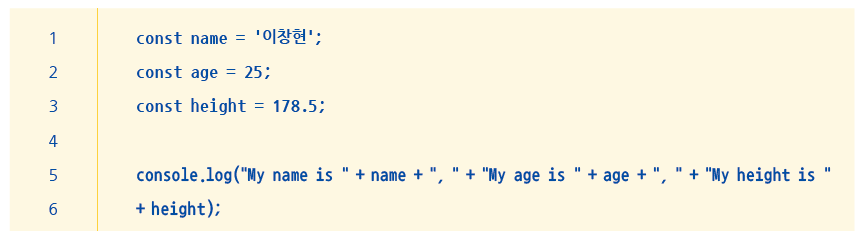 1 const name = '이창현';
2 const age = 25;
3 const height = 178.5;
4
5 console.log("My name is " + name + ", " + "My age is " + age + ", " + "My height is "
6 + height);